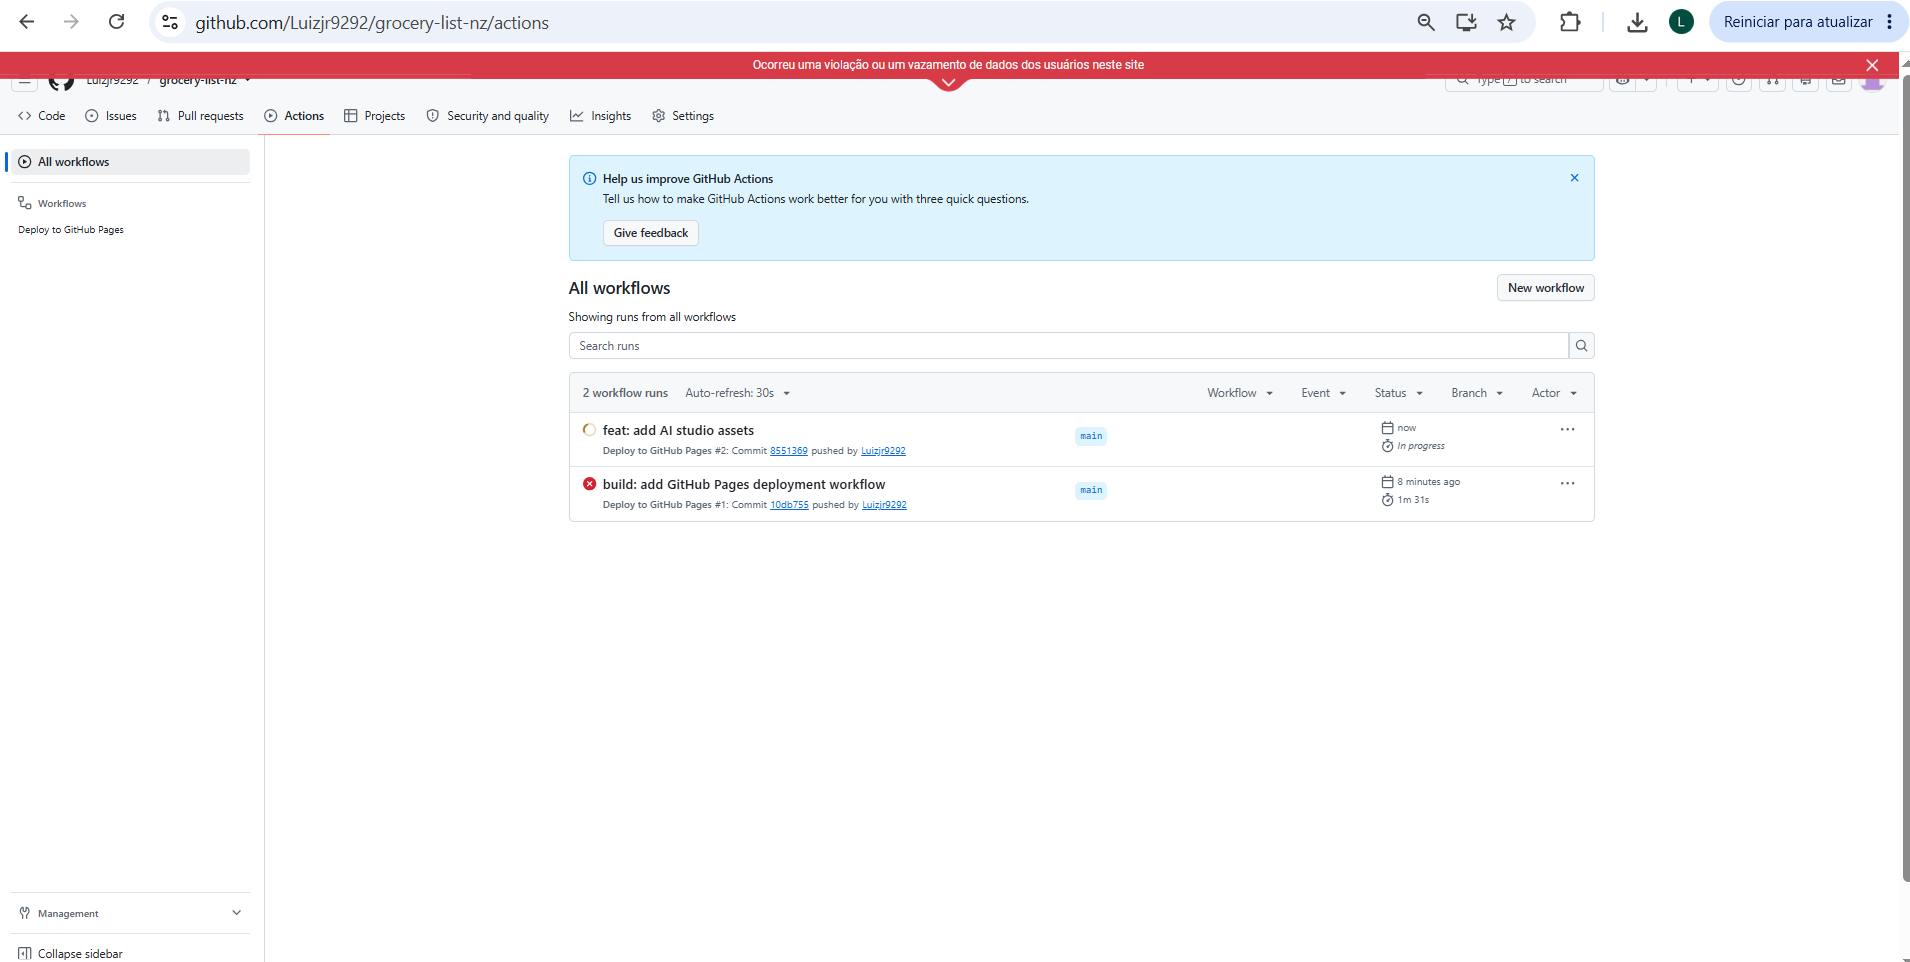 github.com/Luizjr9292/grocery-list-nz/actions
L
Reiniciar para atualizar
Ocorreu uma violação ou um vazamento de dados dos usuários neste site
Luizjr9292 / grocery-list-nz
Type / to search
Code Issues Pull requests Actions Projects Security and quality Insights Settings
All workflows
Workflows
Deploy to GitHub Pages
Help us improve GitHub Actions
Tell us how to make GitHub Actions work better for you with three quick questions.
Give feedback
All workflows
New workflow
Showing runs from all workflows
Search runs
2 workflow runs Auto-refresh: 30s Workflow Event Status Branch Actor
feat: add AI studio assets
Deploy to GitHub Pages #2: Commit 8551369 pushed by Luizjr9292
main
now
In progress
build: add GitHub Pages deployment workflow
Deploy to GitHub Pages #1: Commit 10db755 pushed by Luizjr9292
main
8 minutes ago
1m 31s
Management
Collapse sidebar